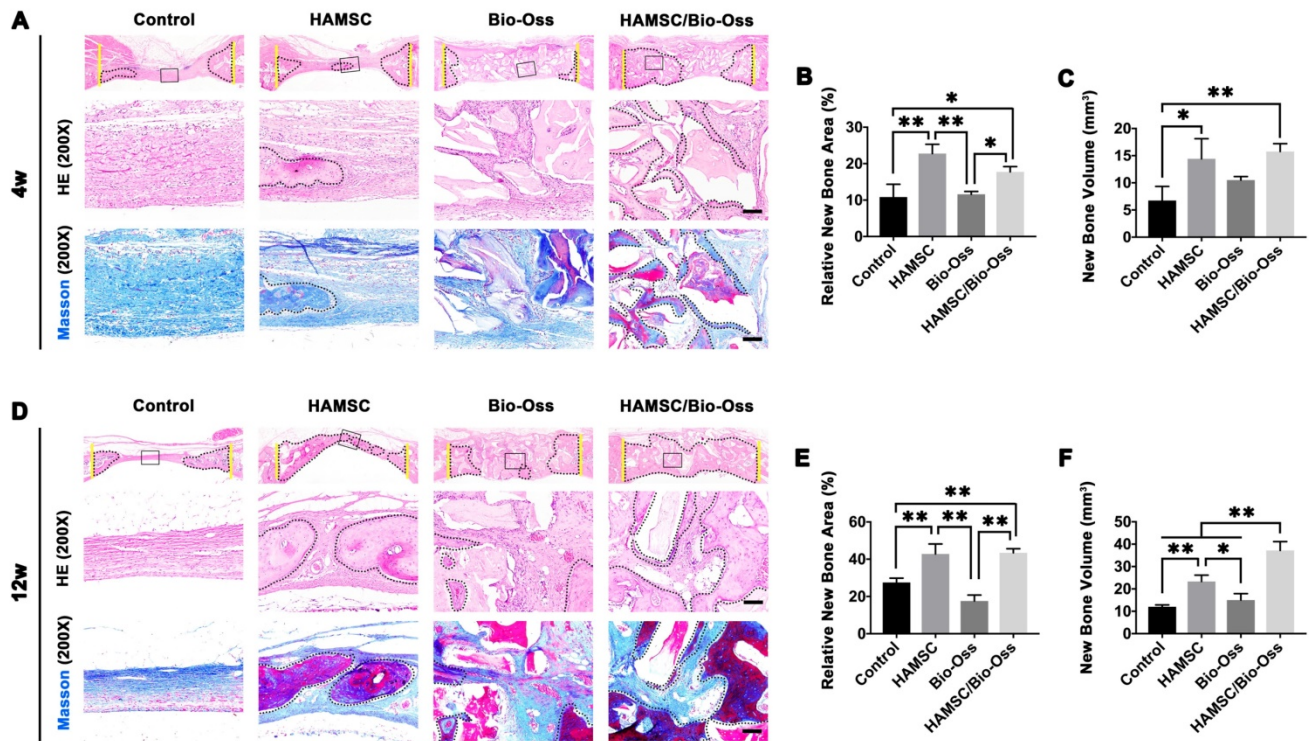 A
Control
HAMSC
Bio-Oss
HAMSC/Bio-Oss
4w
HE (200X)
Masson (200X)
B
Relative New Bone Area (%)
30
20
10
0
*
**
**
*
Control
HAMSC
Bio-Oss
HAMSC/Bio-Oss
C
New Bone Volume (mm³)
20
15
10
5
0
**
*
Control
HAMSC
Bio-Oss
HAMSC/Bio-Oss
D
Control
HAMSC
Bio-Oss
HAMSC/Bio-Oss
12w
HE (200X)
Masson (200X)
E
Relative New Bone Area (%)
60
40
20
0
**
**
**
**
Control
HAMSC
Bio-Oss
HAMSC/Bio-Oss
F
New Bone Volume (mm³)
50
40
30
20
10
0
**
**
*
Control
HAMSC
Bio-Oss
HAMSC/Bio-Oss